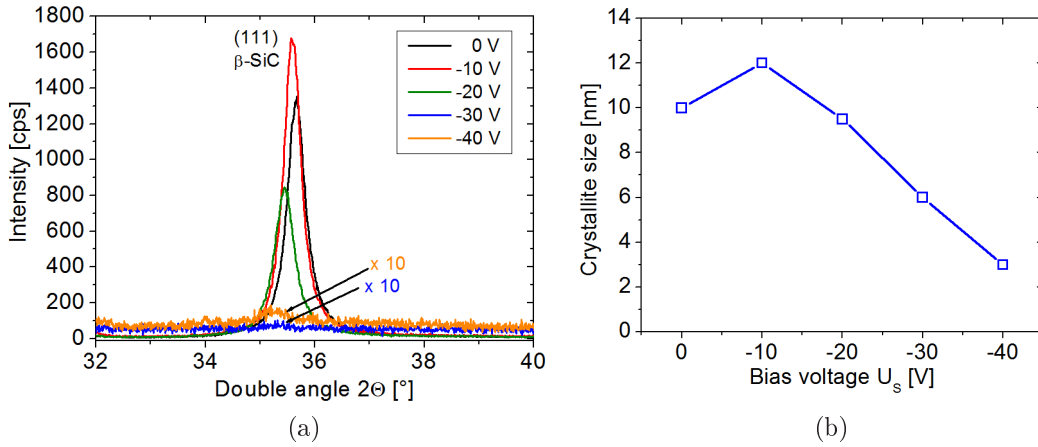 (a)
1800
1600
1400
1200
1000
800
600
400
200
0
Intensity [cps]
(111)
β-SiC
0 V
-10 V
-20 V
-30 V
-40 V
x 10
x 10
32
34
36
38
40
Double angle 2Θ [°]
(a)
b)
14
12
10
8
6
4
2
0
Crystallite size [nm]
0
-10
-20
-30
-40
Bias voltage U_S [V]
(b)